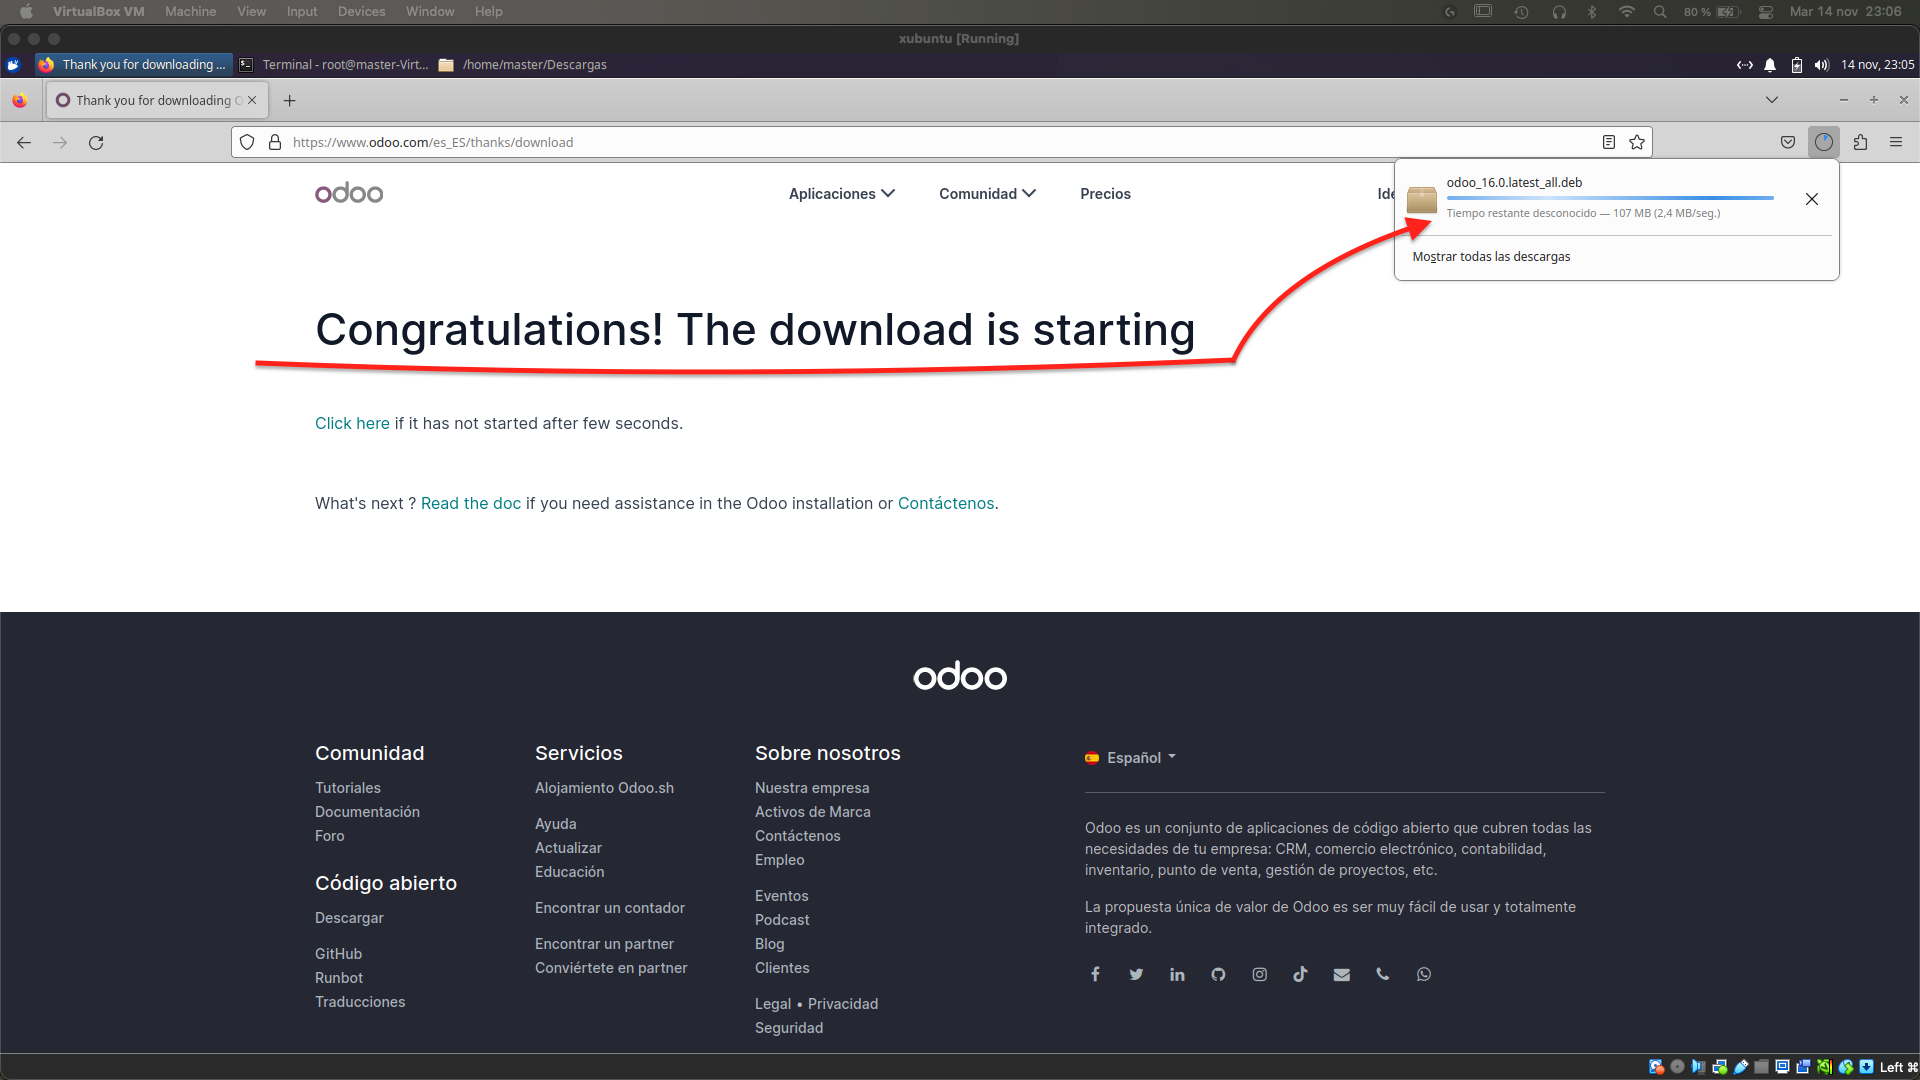 VirtualBox VM Machine View Input Devices Window Help 80 % Mar 14 nov 23:06
xubuntu [Running]
Thank you for downloading ... Terminal - root@master-Virt... /home/master/Descargas 14 nov, 23:05
Thank you for downloading O
https://www.odoo.com/es_ES/thanks/download
odoo Aplicaciones Comunidad Precios Ide
odoo_16.0.latest_all.deb
Tiempo restante desconocido — 107 MB (2,4 MB/seg.)
Mostrar todas las descargas
Congratulations! The download is starting
Click here if it has not started after few seconds.
What's next ? Read the doc if you need assistance in the Odoo installation or Contáctenos.
odoo
Comunidad
Tutoriales
Documentación
Foro
Código abierto
Descargar
GitHub
Runbot
Traducciones
Servicios
Alojamiento Odoo.sh
Ayuda
Actualizar
Educación
Encontrar un contador
Encontrar un partner
Conviértete en partner
Sobre nosotros
Nuestra empresa
Activos de Marca
Contáctenos
Empleo
Eventos
Podcast
Blog
Clientes
Legal • Privacidad
Seguridad
Español
Odoo es un conjunto de aplicaciones de código abierto que cubren todas las
necesidades de tu empresa: CRM, comercio electrónico, contabilidad,
inventario, punto de venta, gestión de proyectos, etc.
La propuesta única de valor de Odoo es ser muy fácil de usar y totalmente
integrado.
Left ⌘